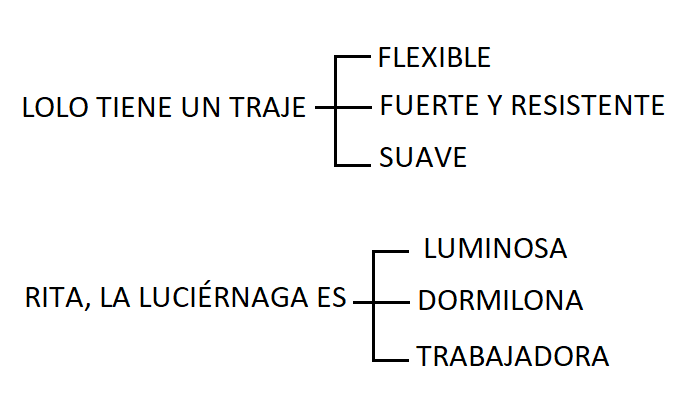 FLEXIBLE
LOLO TIENE UN TRAJE FUERTE Y RESISTENTE
SUAVE
LUMINOSA
RITA, LA LUCIÉRNAGA ES DORMILONA
TRABAJADORA